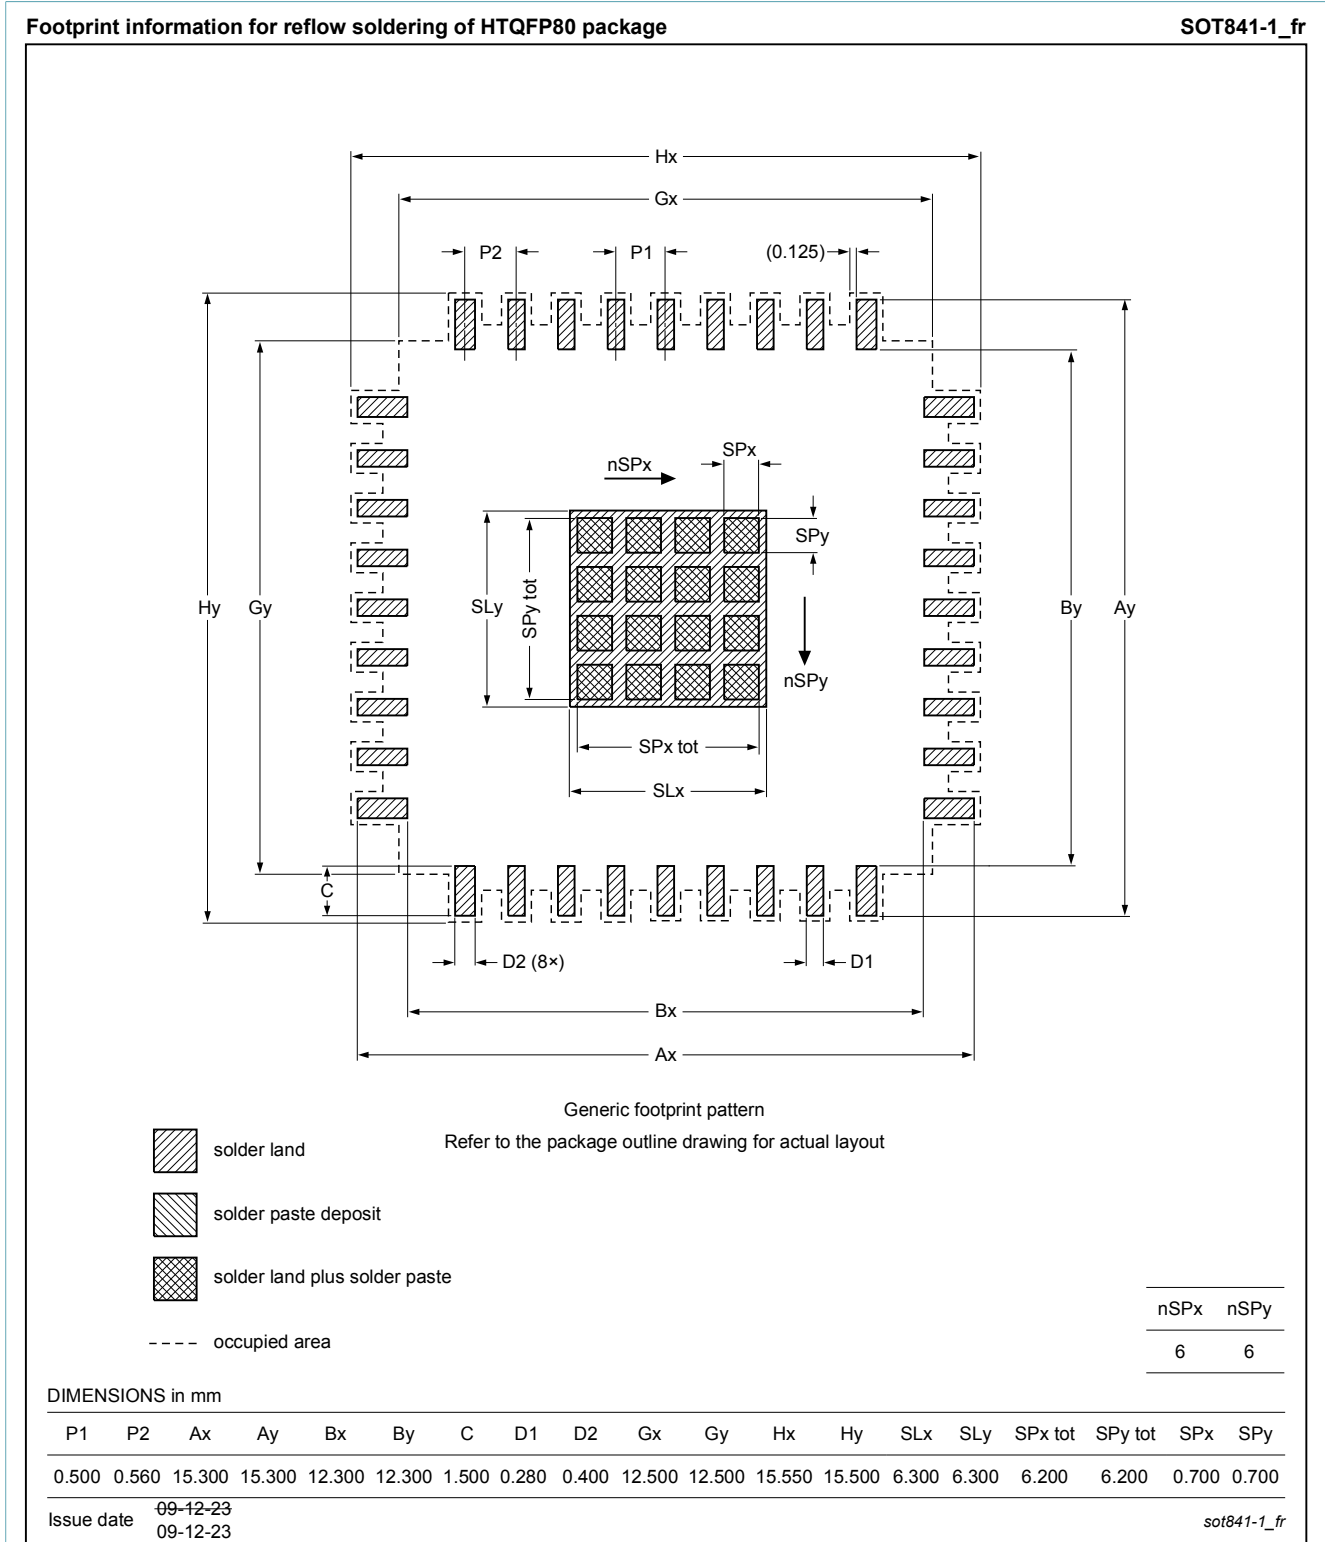 Footprint information for reflow soldering of HTQFP80 package SOT841-1_fr
Hx
Gx
P2 P1 (0.125)
SPx
nSPx
SPy
SPy tot
SLy
Hy Gy By Ay
nSPy
SPx tot
SLx
C
D2 (8×) D1
Bx
Ax
Generic footprint pattern
Refer to the package outline drawing for actual layout
solder land
solder paste deposit
solder land plus solder paste
occupied area
nSPx nSPy
6 6
DIMENSIONS in mm
P1 P2 Ax Ay Bx By C D1 D2 Gx Gy Hx Hy SLx SLy SPx tot SPy tot SPx SPy
0.500 0.560 15.300 15.300 12.300 12.300 1.500 0.280 0.400 12.500 12.500 15.550 15.500 6.300 6.300 6.200 6.200 0.700 0.700
Issue date 09-12-23
09-12-23
sot841-1_fr